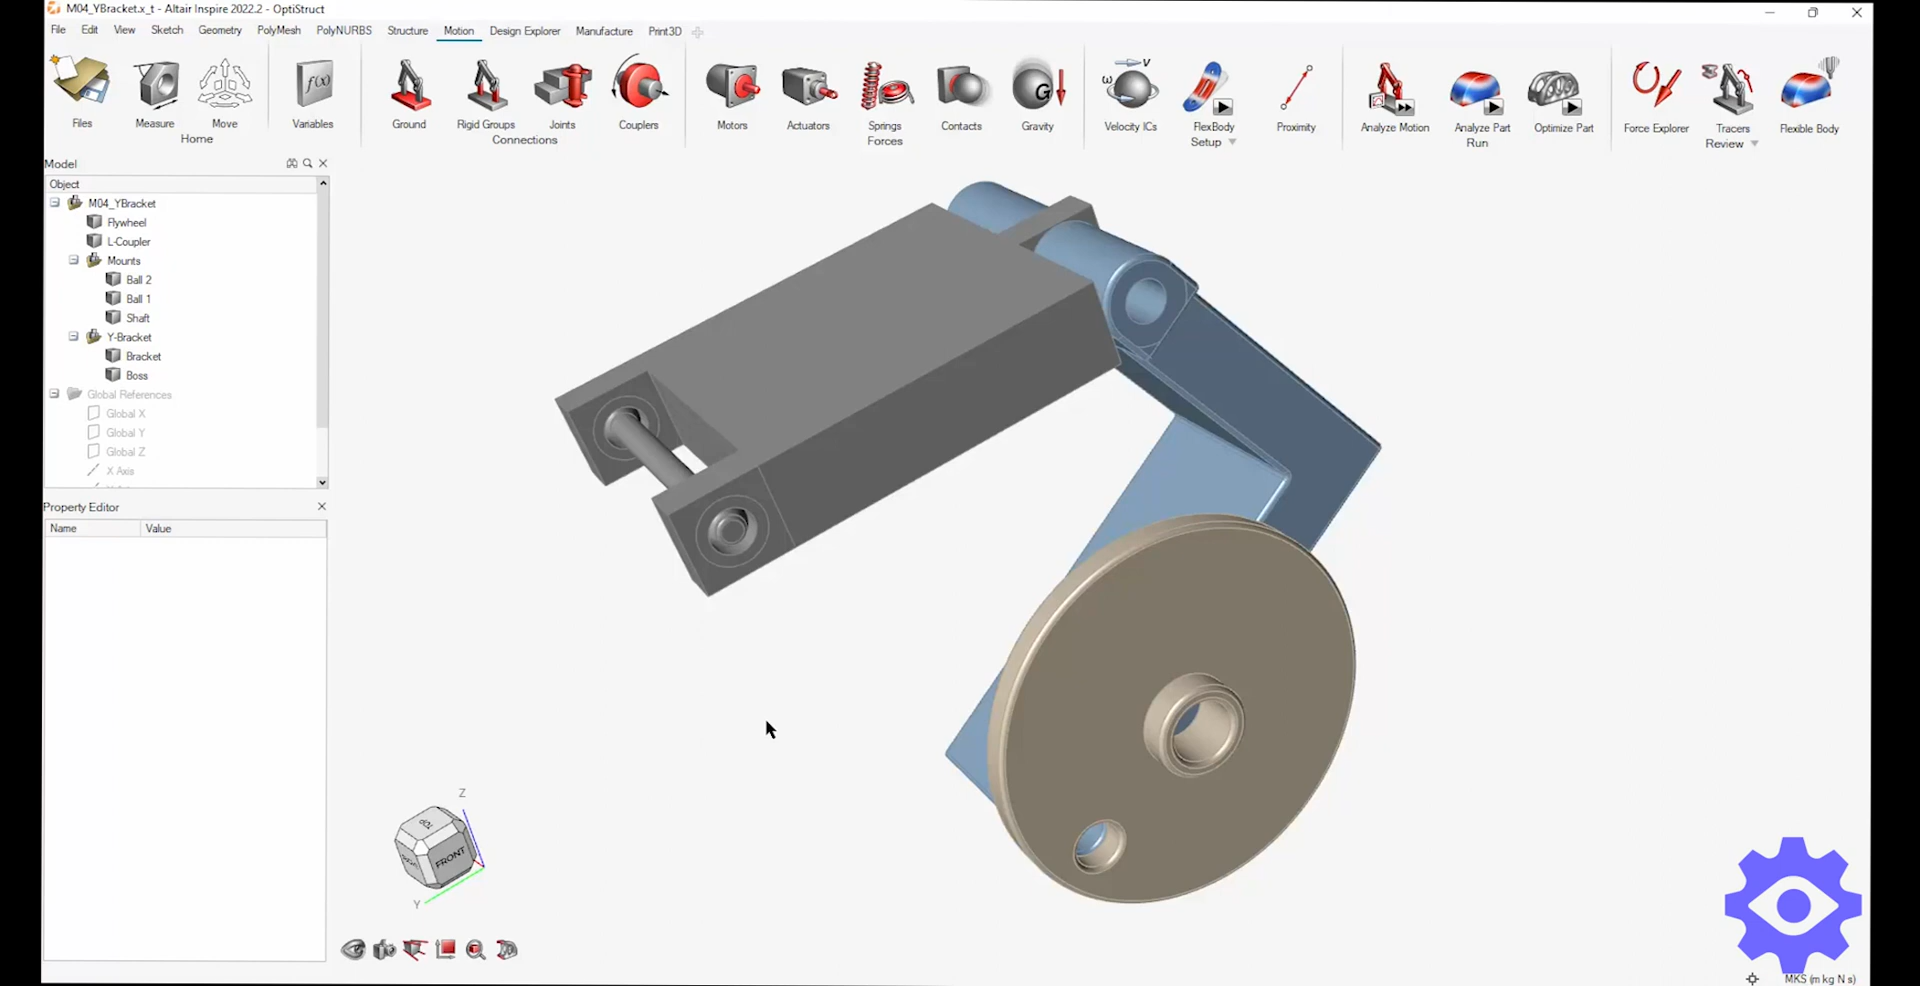 M04_YBracket.x_t - Altair Inspire 2022.2 - OptiStruct
File Edit View Sketch Geometry PolyMesh PolyNURBS Structure Motion Design Explorer Manufacture Print3D
Files Measure Move Variables Ground Rigid Groups Joints Couplers Motors Actuators Springs Contacts Gravity Velocity ICs FlexBody Proximity Analyze Motion Analyze Part Optimize Part Force Explorer Tracers Flexible Body
Home Connections Forces Setup Run Review
f(x)
G
ω v
Model
Object
M04_YBracket
Flywheel
L-Coupler
Mounts
Ball 2
Ball 1
Shaft
Y-Bracket
Bracket
Boss
Global References
Global X
Global Y
Global Z
X Axis
Property Editor
Name Value
Z
TOP
FRONT
Y
MKS (m kg N s)